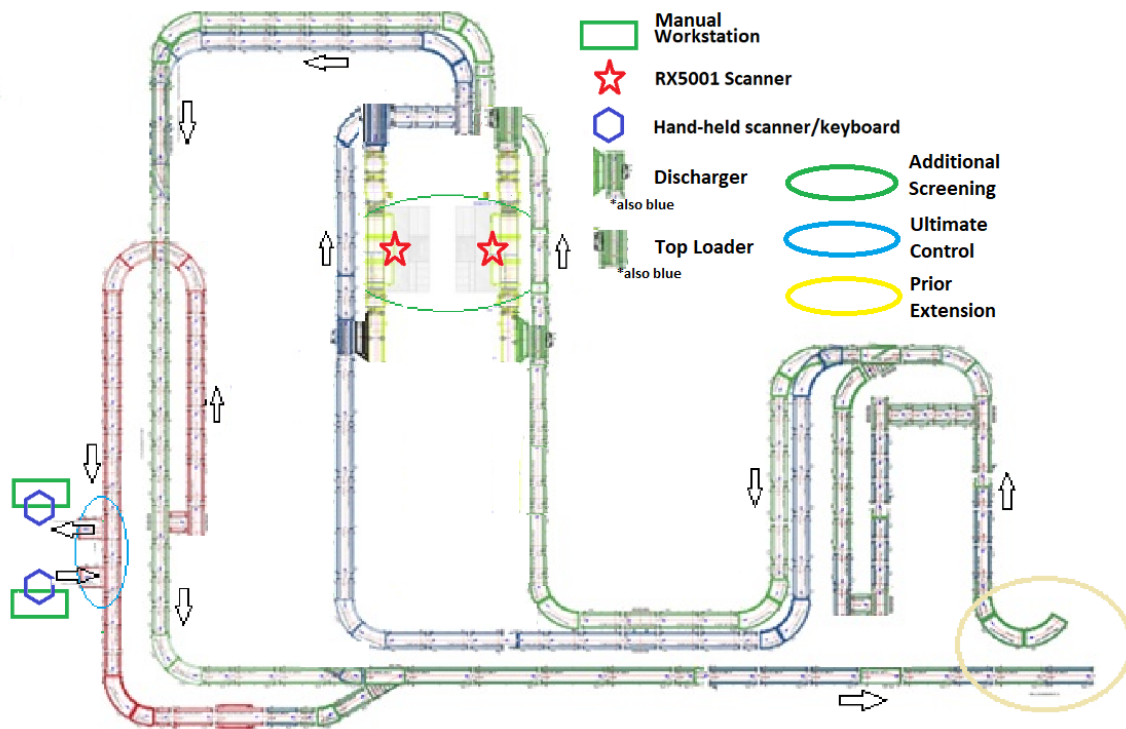 Manual
Workstation
RX5001 Scanner
Hand-held scanner/keyboard
Discharger
*also blue
Top Loader
*also blue
Additional
Screening
Ultimate
Control
Prior
Extension